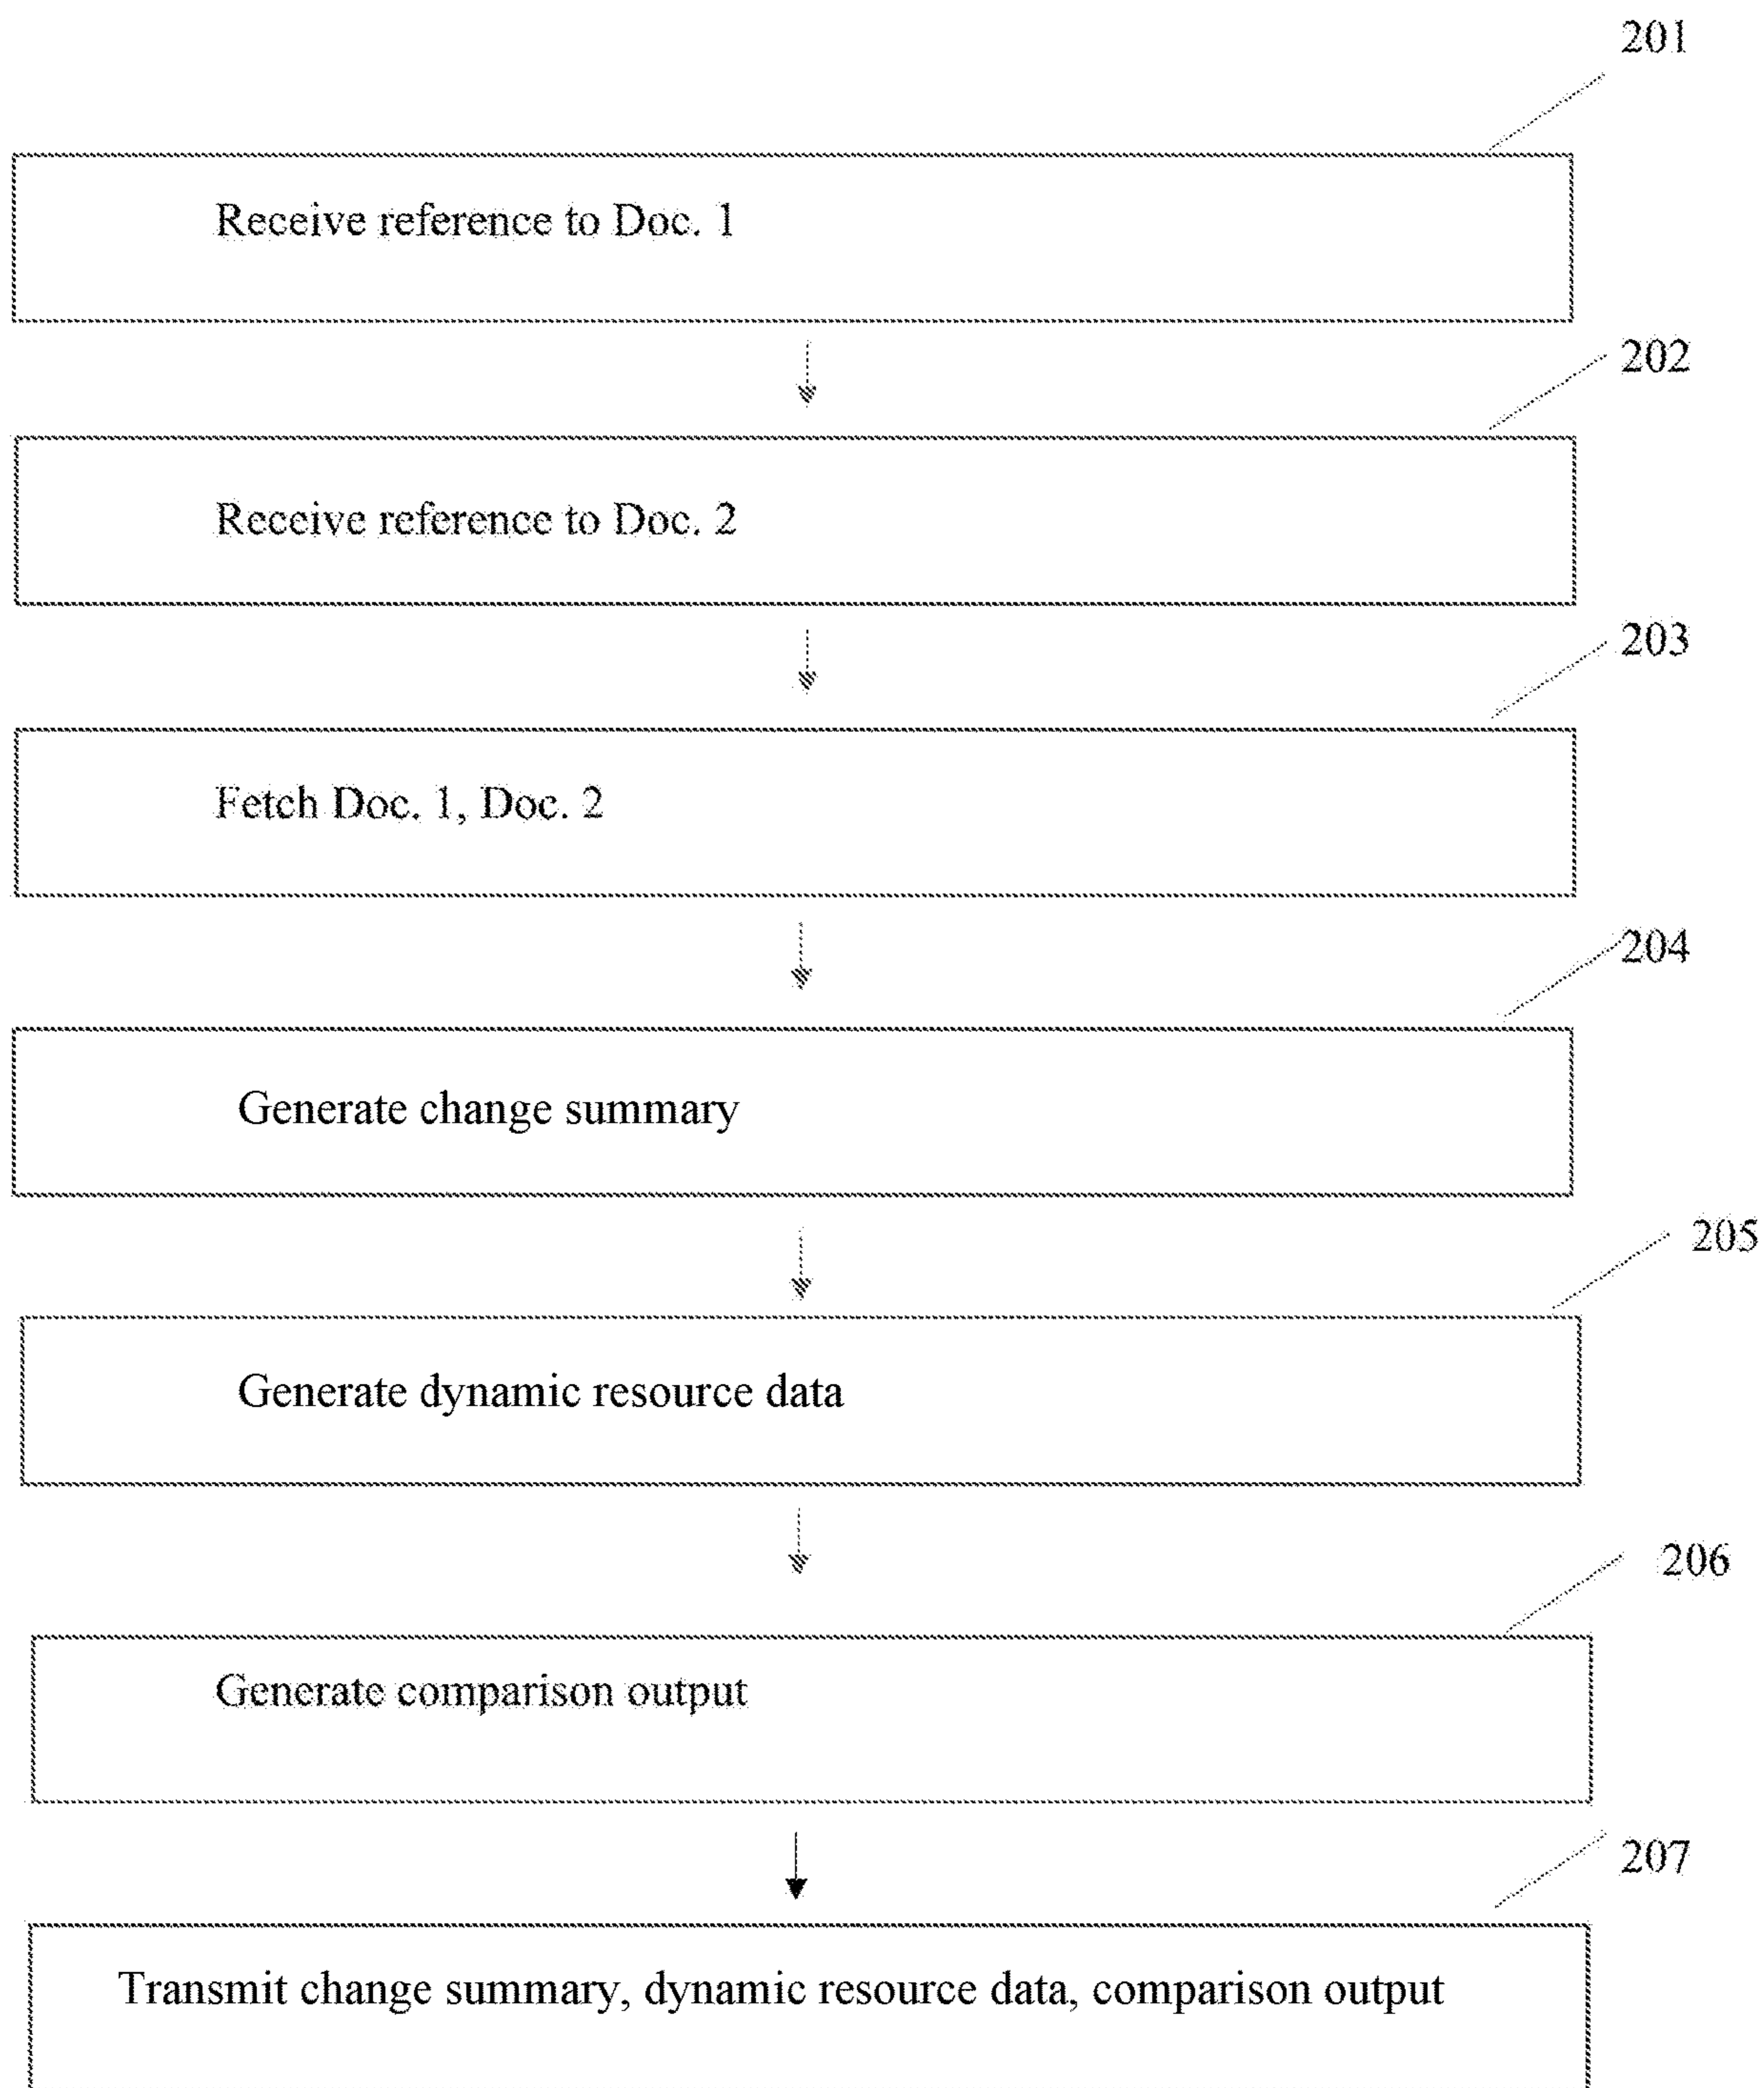 201
Receive reference to Doc. 1
202
Receive reference to Doc. 2
203
Fetch Doc. 1, Doc. 2
204
Generate change summary
205
Generate dynamic resource data
206
Generate comparison output
207
Transmit change summary, dynamic resource data, comparison output